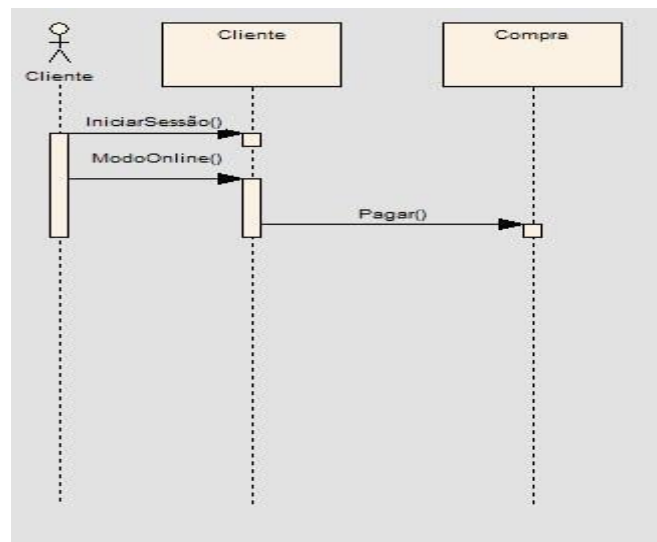 Cliente
Compra
Cliente
IniciarSessão()
ModoOnline()
Pagar()